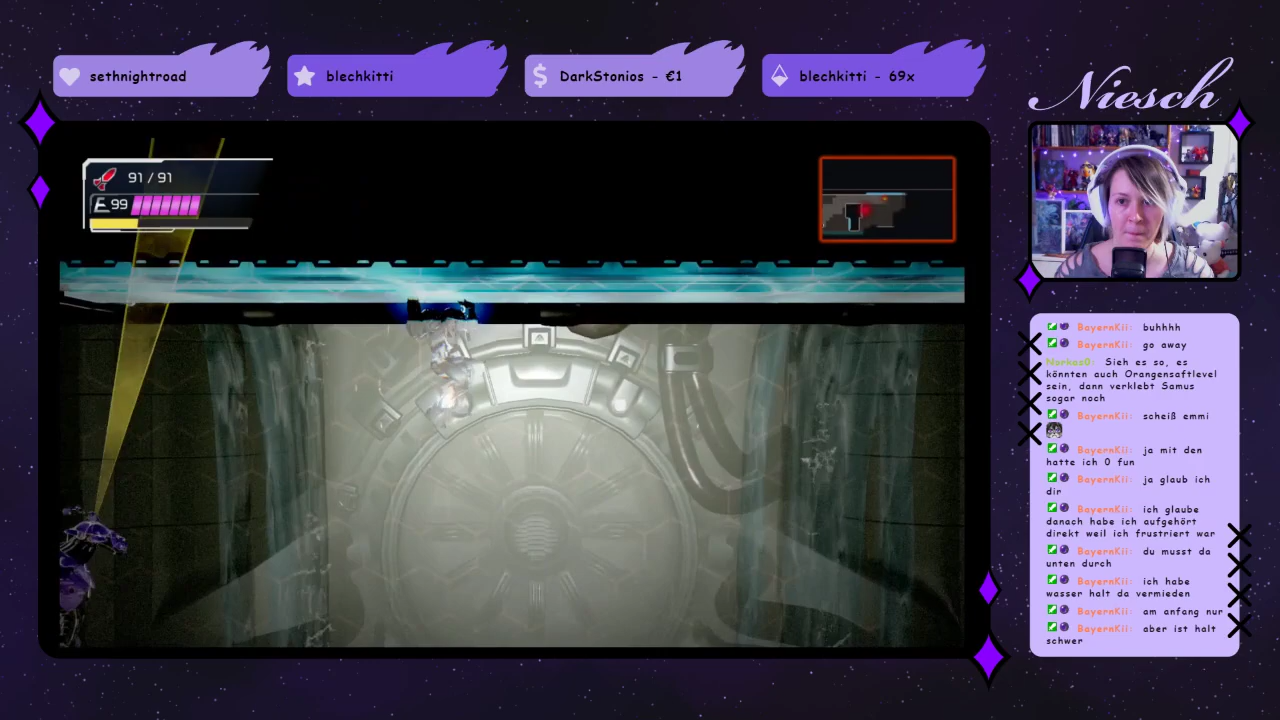 sethnightroad
blechkitti
DarkStonios - €1
blechkitti - 69x
Niesch
91 / 91
E 99
BayernKii: buhhhh
BayernKii: go away
Nerkas0: Sieh es so, es
könnten auch Orangensaftlevel
sein, dann verklebt Samus
sogar noch
BayernKii: scheiß emmi
BayernKii: ja mit den
hatte ich 0 fun
BayernKii: ja glaub ich
dir
BayernKii: ich glaube
danach habe ich aufgehört
direkt weil ich frustriert war
BayernKii: du musst da
unten durch
BayernKii: ich habe
wasser halt da vermieden
BayernKii: am anfang nur
BayernKii: aber ist halt
schwer